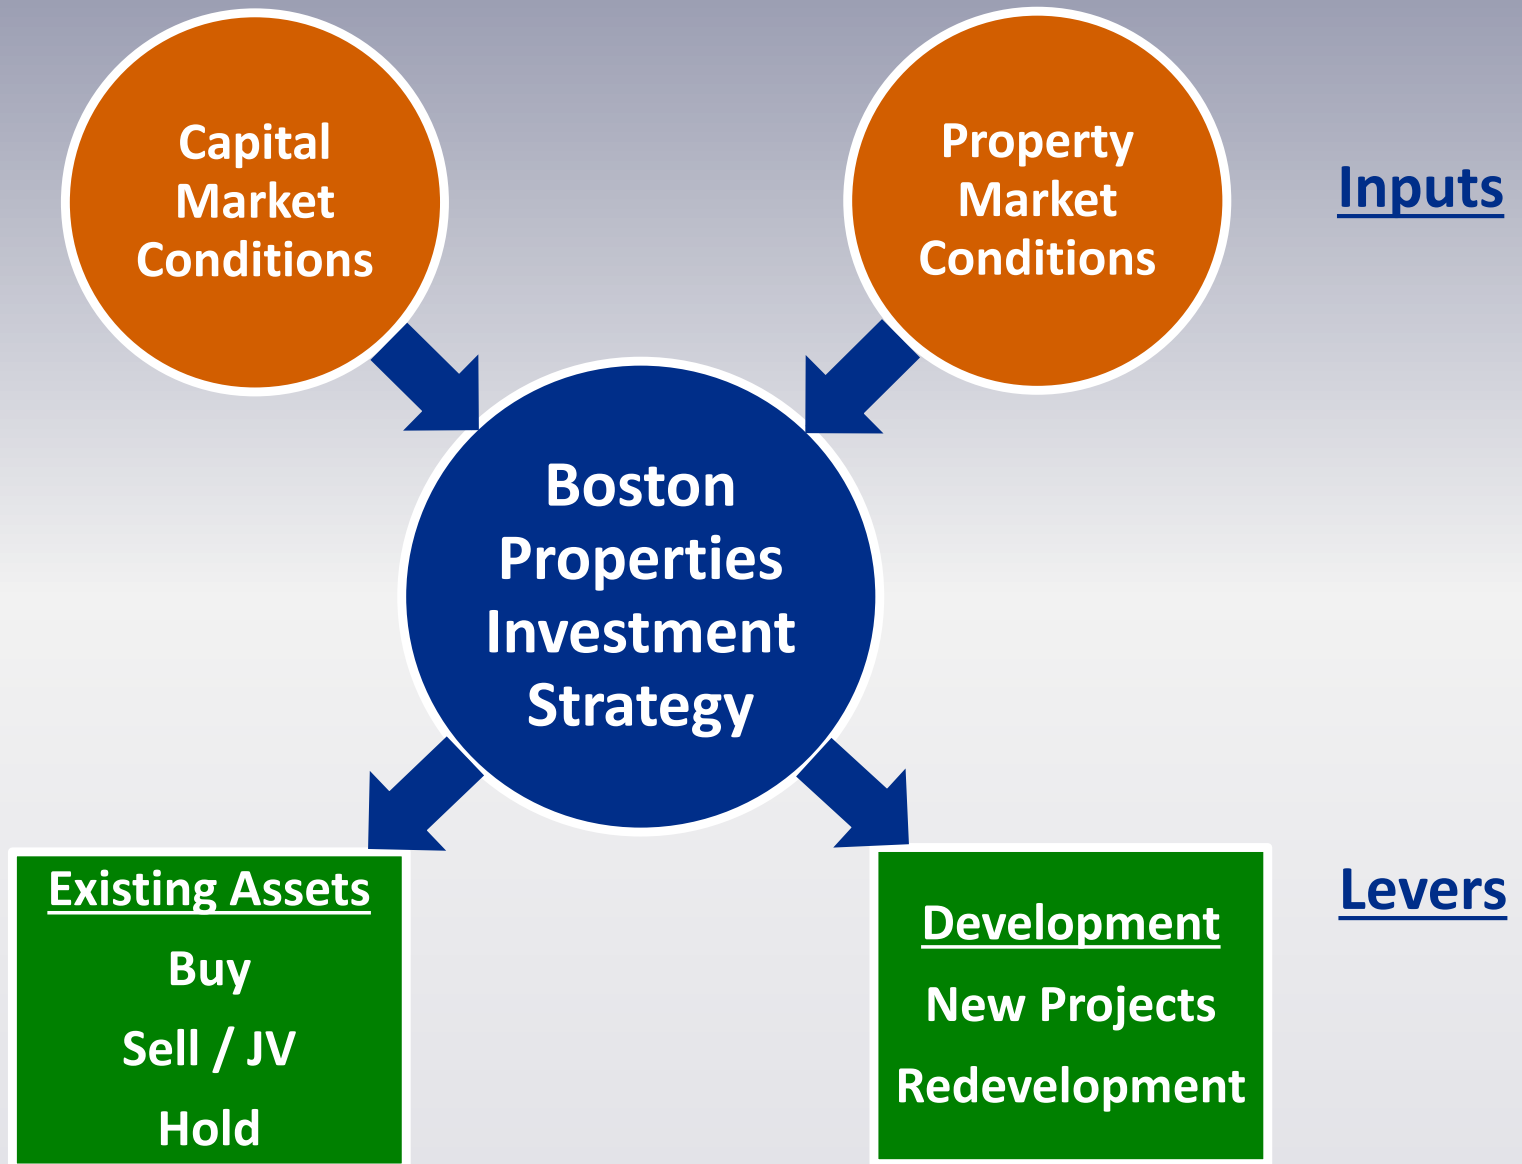 Capital
Market
Conditions
Property
Market
Conditions
Inputs
Boston
Properties
Investment
Strategy
Existing Assets
Buy
Sell / JV
Hold
Development
New Projects
Redevelopment
Levers